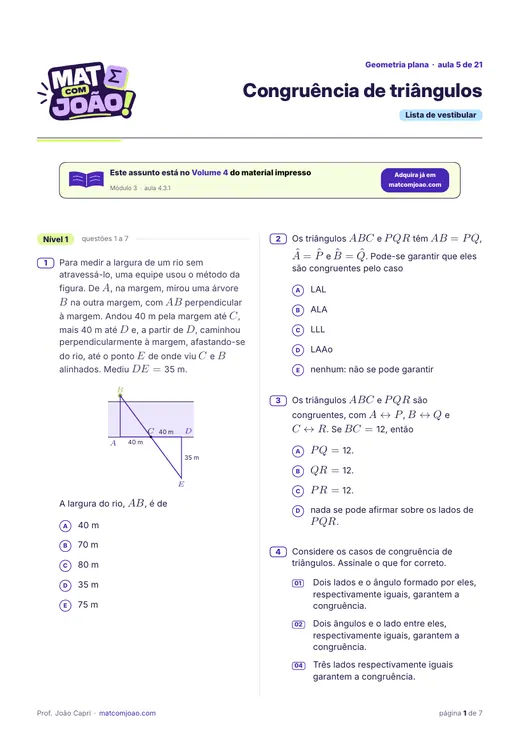 MAT
COM
JOÃO!
Σ
Geometria plana · aula 5 de 21
Congruência de triângulos
Lista de vestibular
Este assunto está no Volume 4 do material impresso
Módulo 3 · aula 4.3.1
Adquira já em
matcomjoao.com
Nível 1 questões 1 a 7
1 Para medir a largura de um rio sem
atravessá-lo, uma equipe usou o método da
figura. De A, na margem, mirou uma árvore
B na outra margem, com AB perpendicular
à margem. Andou 40 m pela margem até C,
mais 40 m até D e, a partir de D, caminhou
perpendicularmente à margem, afastando-se
do rio, até o ponto E de onde viu C e B
alinhados. Mediu DE = 35 m.
B
C 40 m D
A 40 m
35 m
E
A largura do rio, AB, é de
A 40 m
B 70 m
C 80 m
D 35 m
E 75 m
2 Os triângulos ABC e PQR têm AB = PQ,
Â = P̂ e B̂ = Q̂. Pode-se garantir que eles
são congruentes pelo caso
A LAL
B ALA
C LLL
D LAAo
E nenhum: não se pode garantir
3 Os triângulos ABC e PQR são
congruentes, com A ↔ P, B ↔ Q e
C ↔ R. Se BC = 12, então
A PQ = 12.
B QR = 12.
C PR = 12.
D nada se pode afirmar sobre os lados de
PQR.
4 Considere os casos de congruência de
triângulos. Assinale o que for correto.
01 Dois lados e o ângulo formado por eles,
respectivamente iguais, garantem a
congruência.
02 Dois ângulos e o lado entre eles,
respectivamente iguais, garantem a
congruência.
04 Três lados respectivamente iguais
garantem a congruência.
Prof. João Capri · matcomjoao.com
página 1 de 7